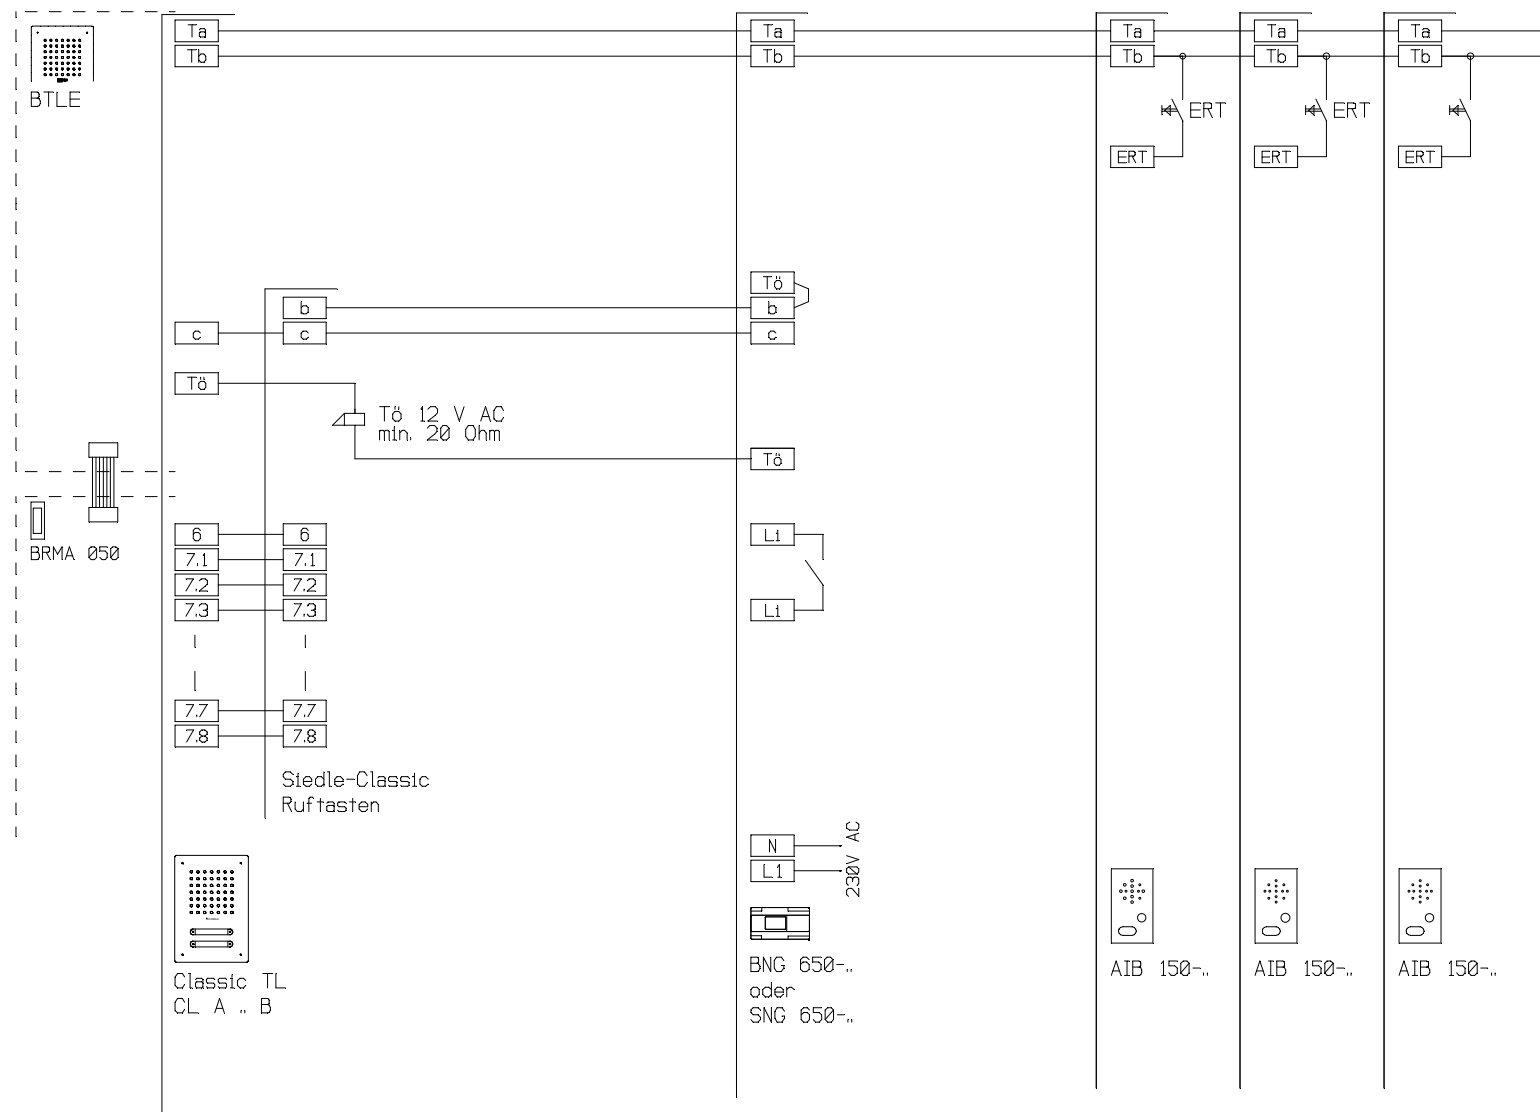 Ta
Ta
Ta
Ta
Ta
Tb
Tb
Tb
Tb
Tb
BTLE
ERT
ERT
ERT
ERT
ERT
Tö
b
b
c
c
c
Tö
Tö 12 V AC
min. 20 Ohm
Tö
6
6
Li
BRMA 050
7.1
7.1
7.2
7.2
7.3
7.3
Li
7.7
7.7
7.8
7.8
Siedle-Classic
Ruftasten
N
L1
230V AC
Classic TL
CL A .. B
BNG 650-..
oder
SNG 650-..
AIB 150-..
AIB 150-..
AIB 150-..